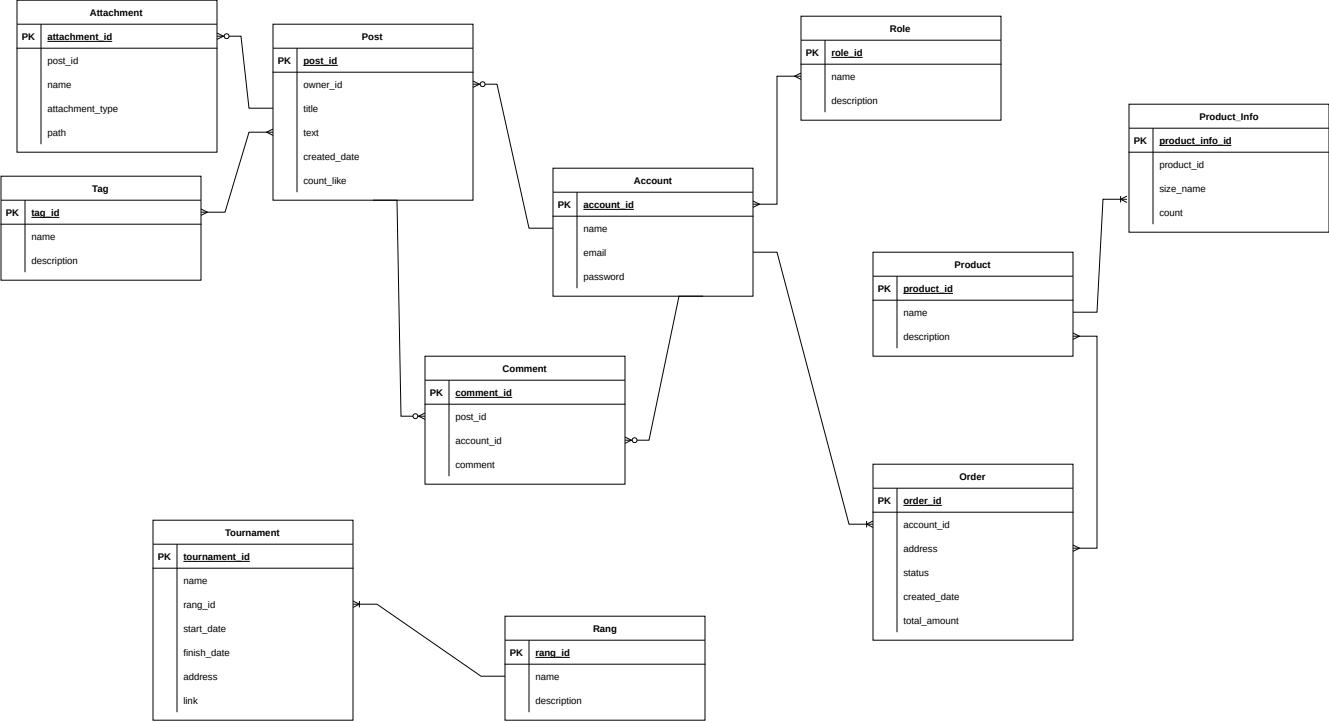 Attachment
PK attachment_id
post_id
name
attachment_type
path
Post
PK post_id
owner_id
title
text
created_date
count_like
Role
PK role_id
name
description
Product_Info
PK product_info_id
product_id
size_name
count
Tag
PK tag_id
name
description
Account
PK account_id
name
email
password
Product
PK product_id
name
description
Comment
PK comment_id
post_id
account_id
comment
Order
PK order_id
account_id
address
status
created_date
total_amount
Tournament
PK tournament_id
name
rang_id
start_date
finish_date
address
link
Rang
PK rang_id
name
description